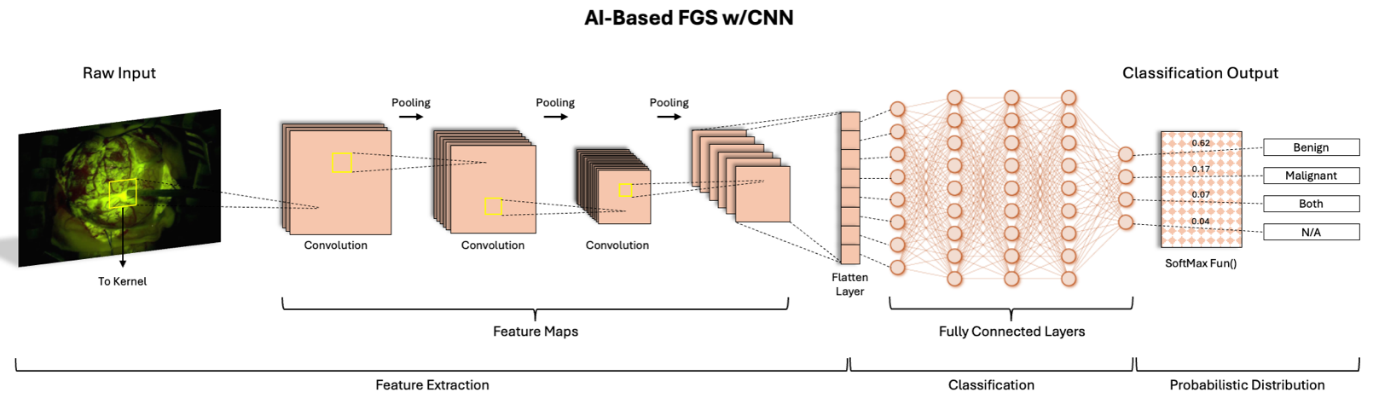 AI-Based FGS w/CNN
Raw Input
Classification Output
Pooling
Pooling
Pooling
0.62
0.17
0.07
0.04
Benign
Malignant
Both
N/A
Convolution
Convolution
Convolution
To Kernel
Flatten
Layer
SoftMax Fun()
Feature Maps
Fully Connected Layers
Feature Extraction
Classification
Probabilistic Distribution